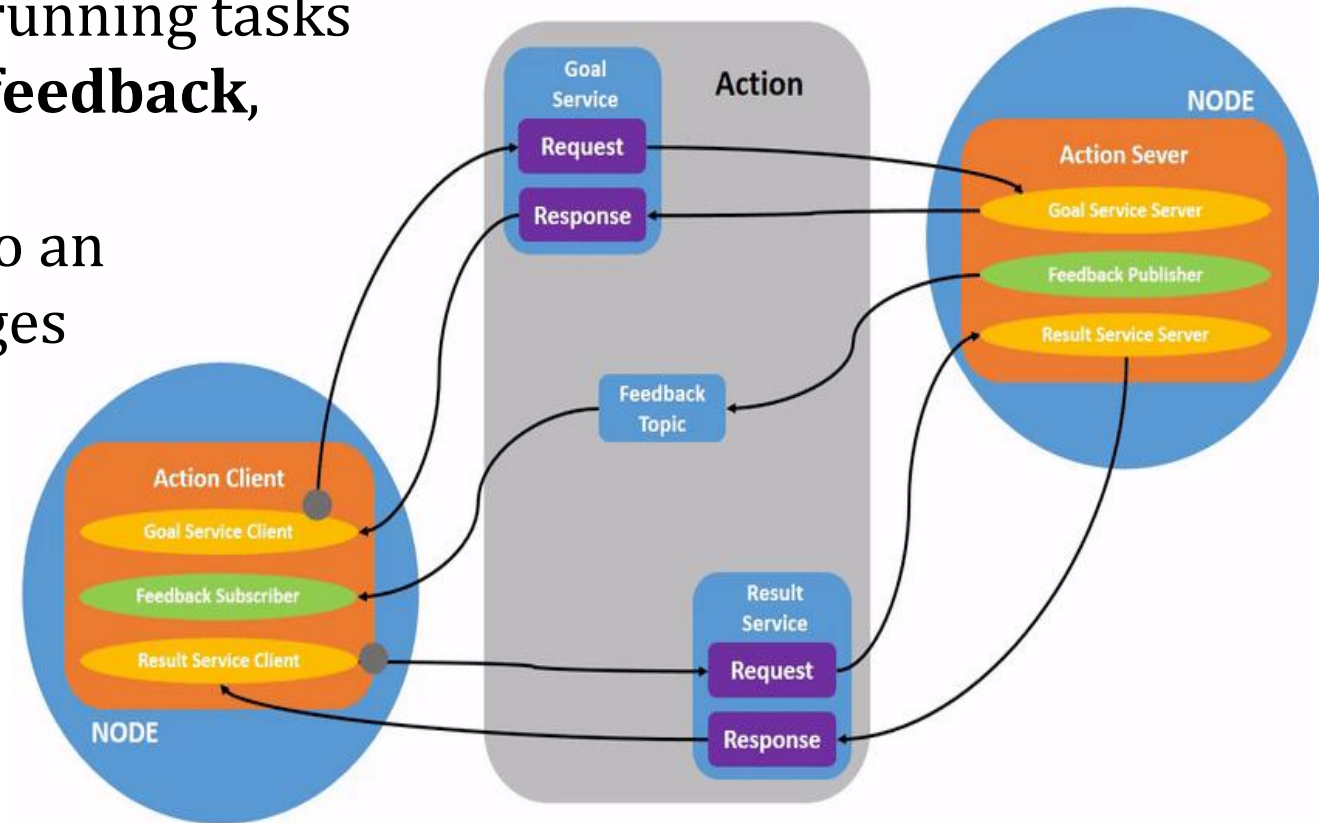 running tasks
feedback,
o an
ges
Action
Goal
Service
Request
Response
Feedback
Topic
Result
Service
Request
Response
NODE
Action Sever
Goal Service Server
Feedback Publisher
Result Service Server
Action Client
Goal Service Client
Feedback Subscriber
Result Service Client
NODE